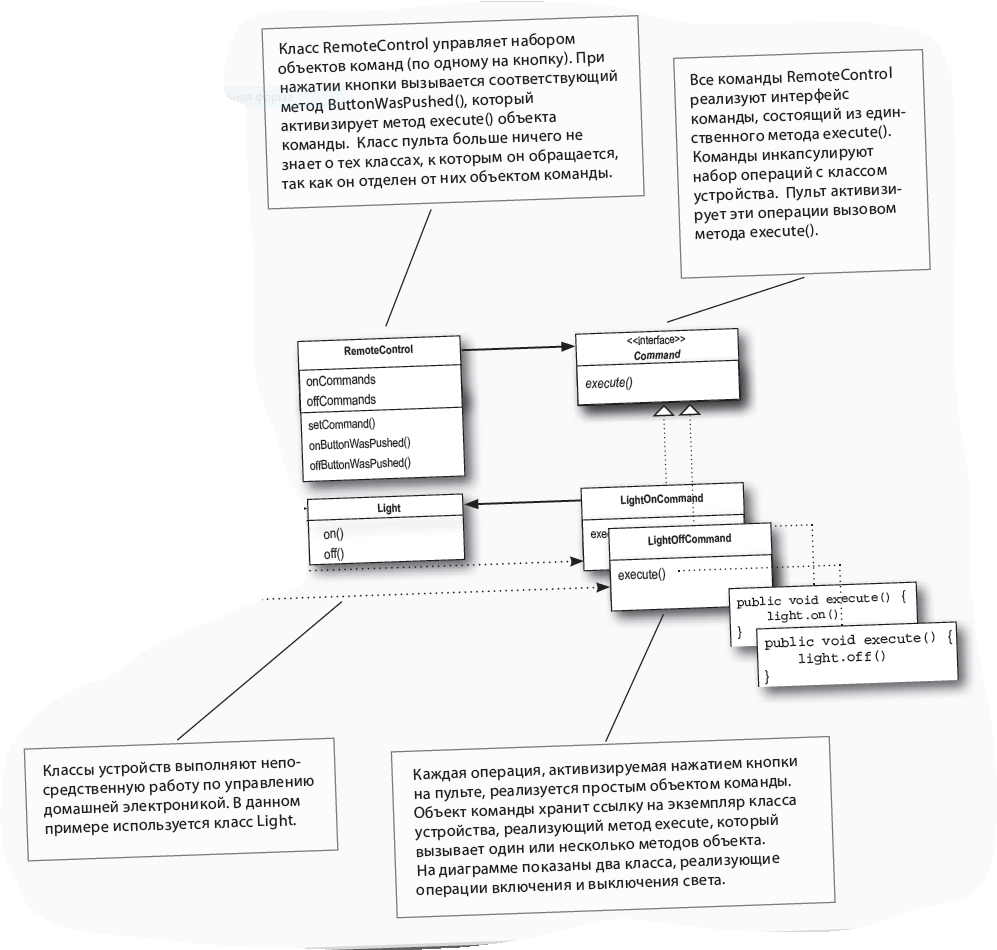 Класс RemoteControl управляет набором
объектов команд (по одному на кнопку). При
нажатии кнопки вызывается соответствующий
метод ButtonWasPushed(), который
активизирует метод execute() объекта
команды. Класс пульта больше ничего не
знает о тех классах, к которым он обращается,
так как он отделен от них объектом команды.
Все команды RemoteControl
реализуют интерфейс
команды, состоящий из един-
ственного метода execute().
Команды инкапсулируют
набор операций с классом
устройства. Пульт активизи-
рует эти операции вызовом
метода execute().
RemoteControl
onCommands
offCommands
setCommand()
onButtonWasPushed()
offButtonWasPushed()
<<interface>>
Command
execute()
Light
on()
off()
LightOnCommand
exe
LightOffCommand
execute()
public void execute() {
light.on()
}
public void execute() {
light.off()
}
Классы устройств выполняют непо-
средственную работу по управлению
домашней электроникой. В данном
примере используется класс Light.
Каждая операция, активизируемая нажатием кнопки
на пульте, реализуется простым объектом команды.
Объект команды хранит ссылку на экземпляр класса
устройства, реализующий метод execute, который
вызывает один или несколько методов объекта.
На диаграмме показаны два класса, реализующие
операции включения и выключения света.